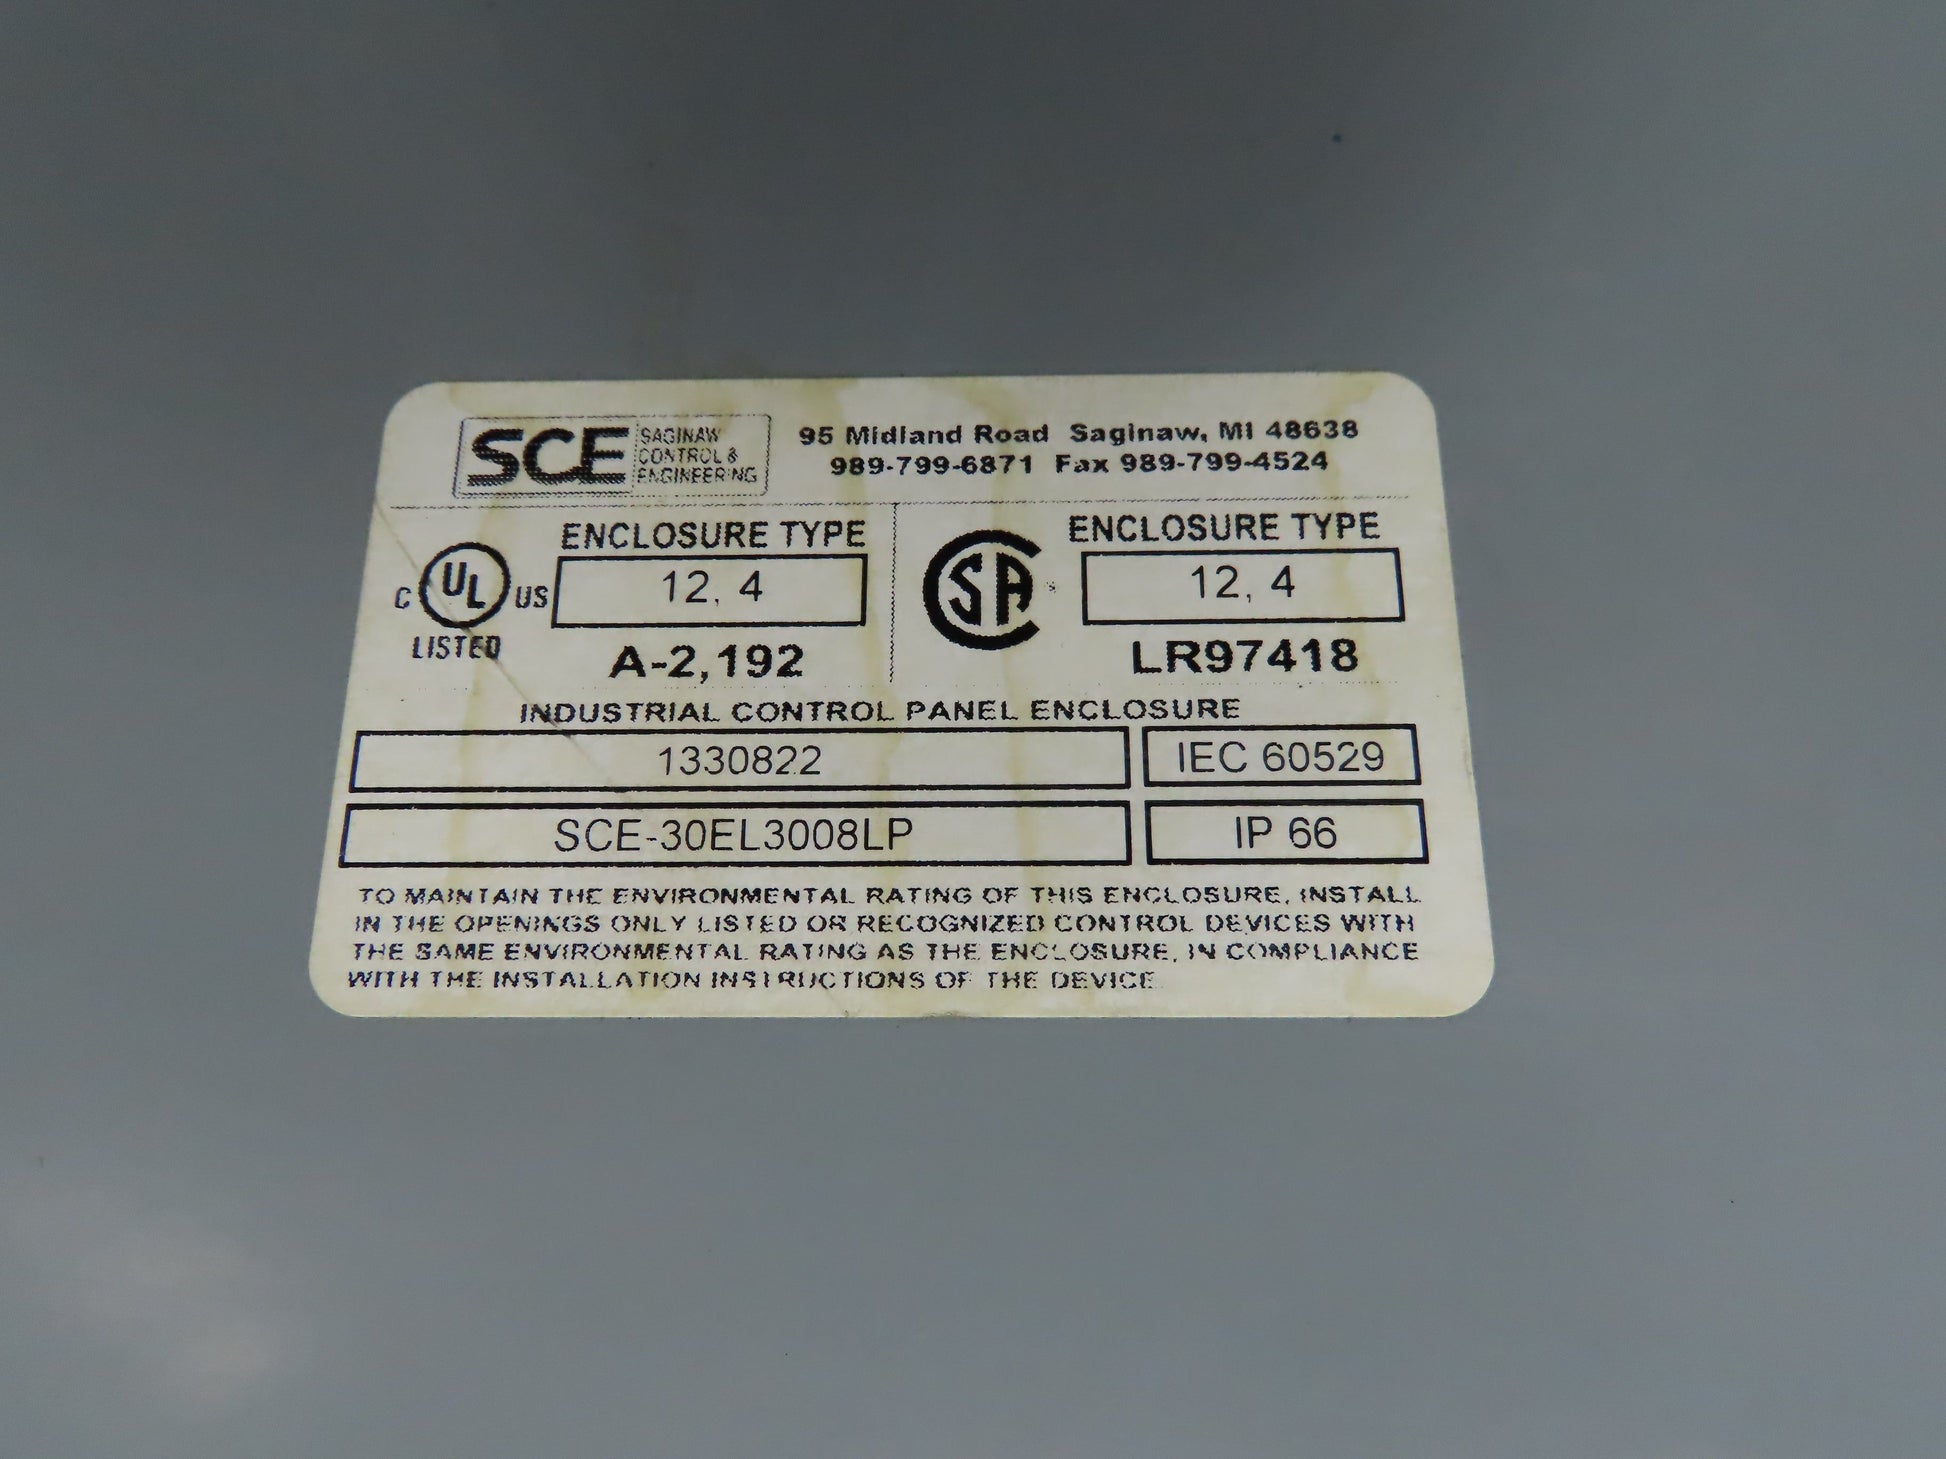 SCE SAGINAW CONTROL & ENGINEERING
95 Midland Road Saginaw, MI 48638
989-799-6871 Fax 989-799-4524
ENCLOSURE TYPE
C UL US
LISTED
12, 4
A-2,192
ENCLOSURE TYPE
CSA
12, 4
LR97418
INDUSTRIAL CONTROL PANEL ENCLOSURE
1330822 IEC 60529
SCE-30EL3008LP IP 66
TO MAINTAIN THE ENVIRONMENTAL RATING OF THIS ENCLOSURE, INSTALL
IN THE OPENINGS ONLY LISTED OR RECOGNIZED CONTROL DEVICES WITH
THE SAME ENVIRONMENTAL RATING AS THE ENCLOSURE, IN COMPLIANCE
WITH THE INSTALLATION INSTRUCTIONS OF THE DEVICE